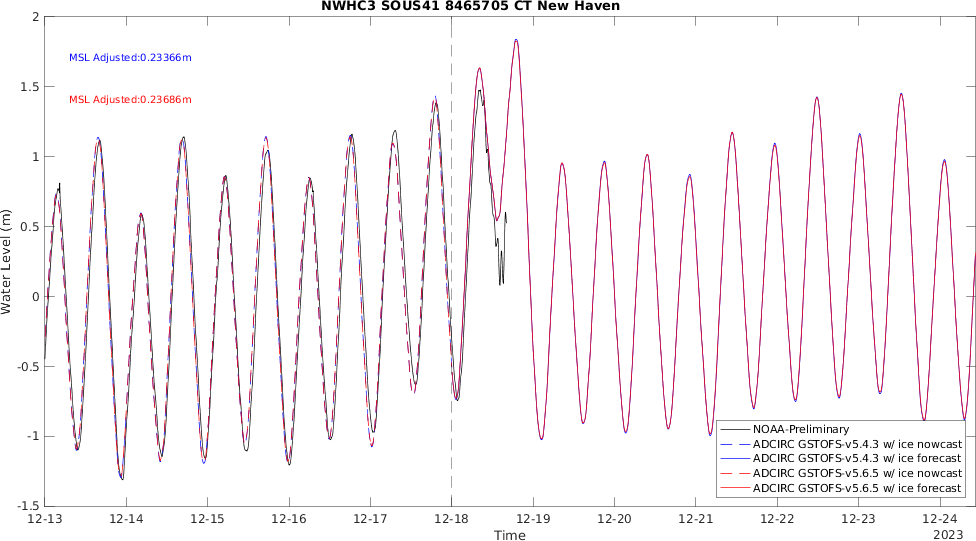 NWHC3 SOUS41 8465705 CT New Haven
2
MSL Adjusted:0.23366m
1.5
MSL Adjusted:0.23686m
1
0.5
Water Level (m)
0
-0.5
-1
NOAA-Preliminary
ADCIRC GSTOFS-v5.4.3 w/ ice nowcast
ADCIRC GSTOFS-v5.4.3 w/ ice forecast
ADCIRC GSTOFS-v5.6.5 w/ ice nowcast
ADCIRC GSTOFS-v5.6.5 w/ ice forecast
-1.5
12-13 12-14 12-15 12-16 12-17 12-18 12-19 12-20 12-21 12-22 12-23 12-24
Time
2023